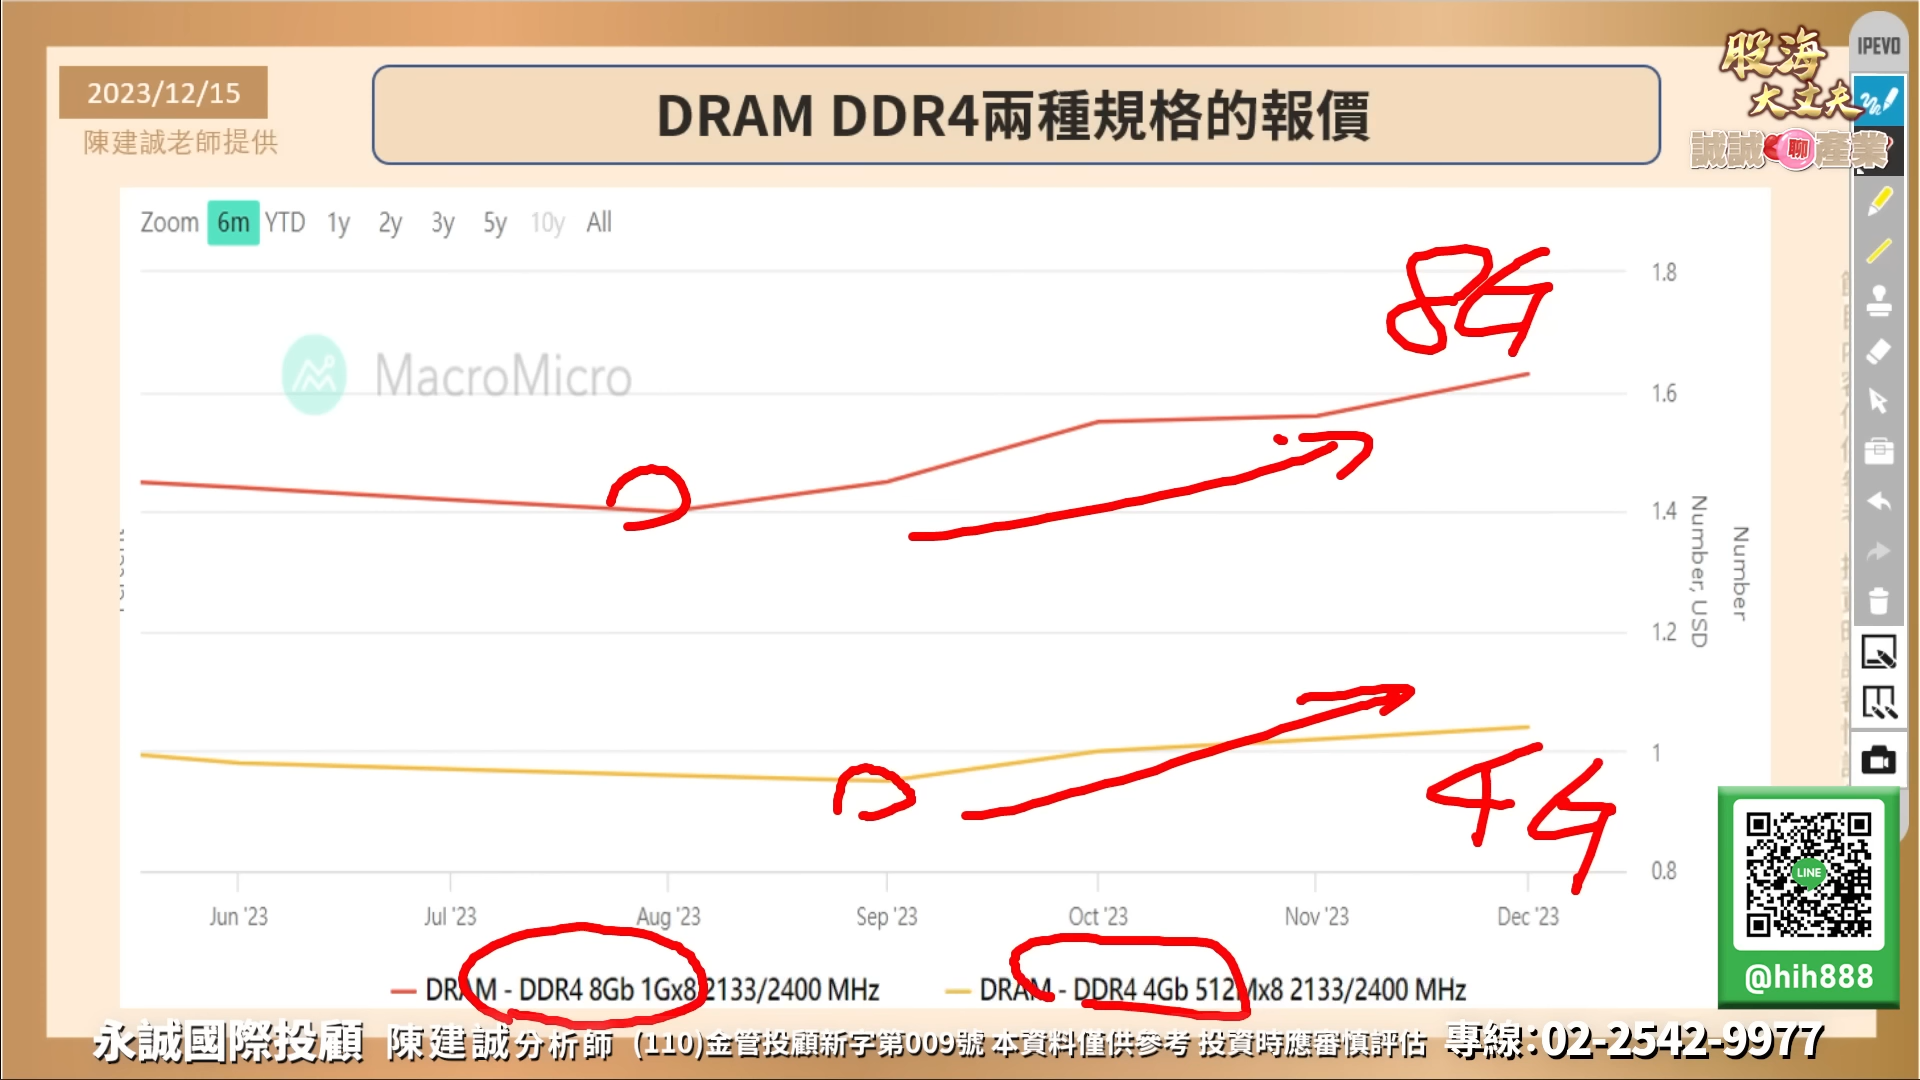 2023/12/15
陳建誠老師提供
DRAM DDR4兩種規格的報價
股海
大丈夫
誠誠聊產業
IPEVO
Zoom 6m YTD 1y 2y 3y 5y 10y All
MacroMicro
8G
4G
1.8
1.6
1.4
1.2
1
0.8
Number, USD
Number
Jun '23 Jul '23 Aug '23 Sep '23 Oct '23 Nov '23 Dec '23
DRAM - DDR4 8Gb 1Gx8 2133/2400 MHz
DRAM - DDR4 4Gb 512Mx8 2133/2400 MHz
LINE
@hih888
永誠國際投顧 陳建誠分析師 (110)金管投顧新字第009號 本資料僅供參考 投資時應審慎評估 專線:02-2542-9977